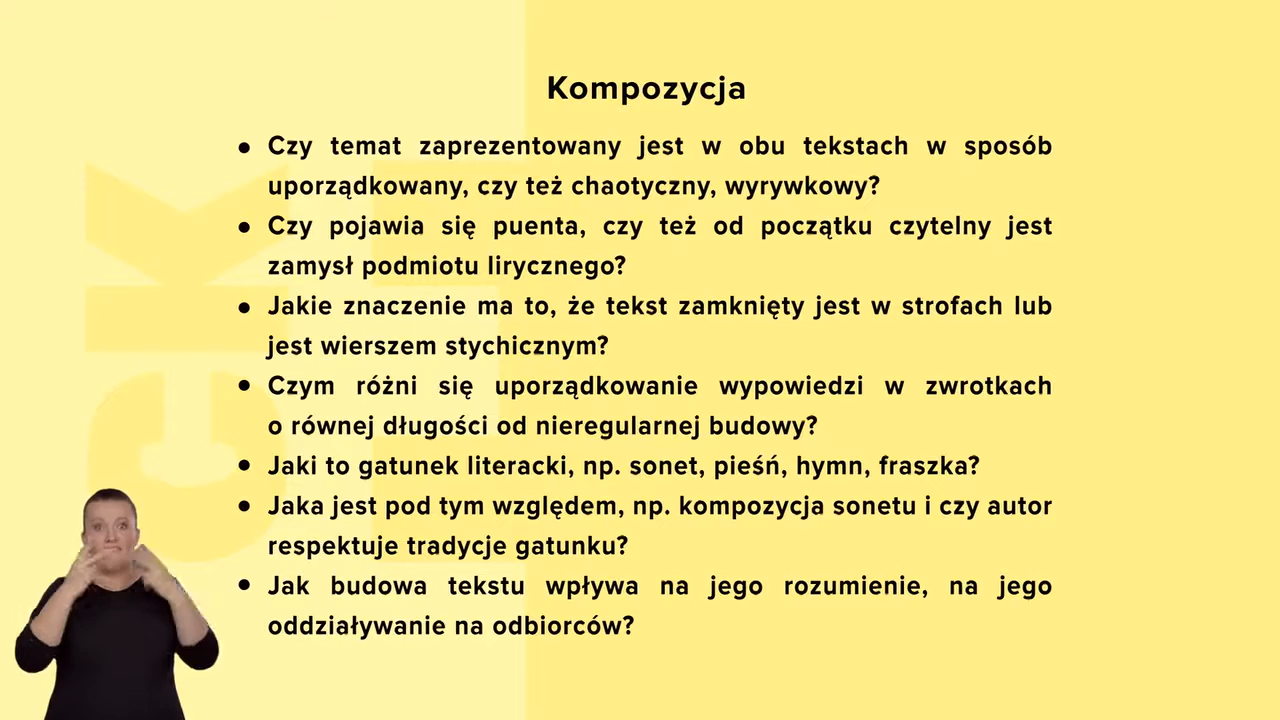 Kompozycja
• Czy temat zaprezentowany jest w obu tekstach w sposób
uporządkowany, czy też chaotyczny, wyrywkowy?
• Czy pojawia się puenta, czy też od początku czytelny jest
zamysł podmiotu lirycznego?
• Jakie znaczenie ma to, że tekst zamknięty jest w strofach lub
jest wierszem stychicznym?
• Czym różni się uporządkowanie wypowiedzi w zwrotkach
o równej długości od nieregularnej budowy?
• Jaki to gatunek literacki, np. sonet, pieśń, hymn, fraszka?
• Jaka jest pod tym względem, np. kompozycja sonetu i czy autor
respektuje tradycje gatunku?
• Jak budowa tekstu wpływa na jego rozumienie, na jego
oddziaływanie na odbiorców?